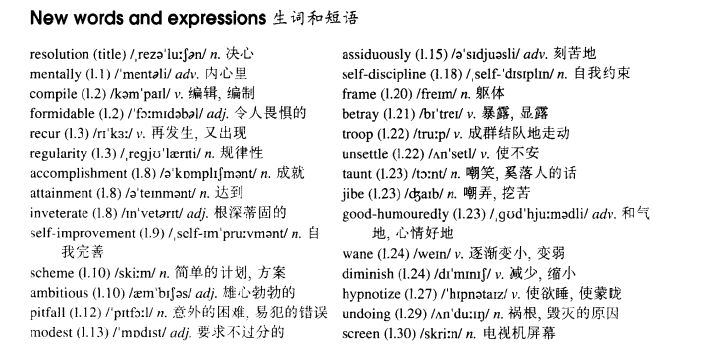 New words and expressions 生词和短语
resolution (title) /ˌrezəˈluːʃən/ n. 决心
mentally (l.1) /ˈmentəli/ adv. 内心里
compile (l.2) /kəmˈpaɪl/ v. 编辑, 编制
formidable (l.2) /ˈfɔːmɪdəbəl/ adj. 令人畏惧的
recur (l.3) /rɪˈkɜː/ v. 再发生, 又出现
regularity (l.3) /ˌregjʊˈlærɪti/ n. 规律性
accomplishment (l.8) /əˈkɒmplɪʃmənt/ n. 成就
attainment (l.8) /əˈteɪnmənt/ n. 达到
inveterate (l.8) /ɪnˈvetərɪt/ adj. 根深蒂固的
self-improvement (l.9) /ˌself-ɪmˈpruːvmənt/ n. 自
我完善
scheme (l.10) /skiːm/ n. 简单的计划, 方案
ambitious (l.10) /æmˈbɪʃəs/ adj. 雄心勃勃的
pitfall (l.12) /ˈpɪtfɔːl/ n. 意外的困难, 易犯的错误
modest (l.13) /ˈmɒdɪst/ adj. 要求不过分的
assiduously (l.15) /əˈsɪdjuəsli/ adv. 刻苦地
self-discipline (l.18) /ˌself-ˈdɪsɪplɪn/ n. 自我约束
frame (l.20) /freɪm/ n. 躯体
betray (l.21) /bɪˈtreɪ/ v. 暴露, 显露
troop (l.22) /truːp/ v. 成群结队地走动
unsettle (l.22) /ʌnˈsetl/ v. 使不安
taunt (l.23) /tɔːnt/ n. 嘲笑, 奚落人的话
jibe (l.23) /dʒaɪb/ n. 嘲弄, 挖苦
good-humouredly (l.23) /ˌgʊdˈhjuːmədli/ adv. 和气
地, 心情好地
wane (l.24) /weɪn/ v. 逐渐变小, 变弱
diminish (l.24) /dɪˈmɪnɪʃ/ v. 减少, 缩小
hypnotize (l.27) /ˈhɪpnətaɪz/ v. 使欲睡, 使蒙眬
undoing (l.29) /ʌnˈduːɪŋ/ n. 祸根, 毁灭的原因
screen (l.30) /skriːn/ n. 电视机屏幕